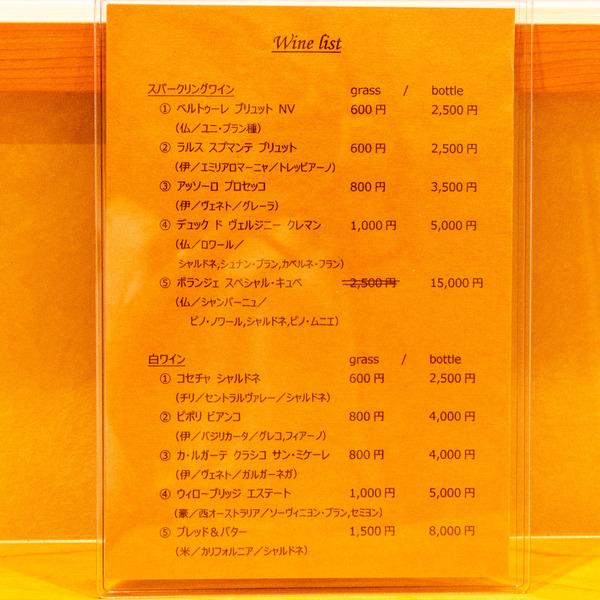 Wine list
スパークリングワイン grass / bottle
① ベルトゥーレ ブリュット NV 600円 2,500円
（仏／ユニ・ブラン種）
② ラルス スプマンテ ブリュット 600円 2,500円
（伊／エミリアロマーニャ／トレッビアーノ）
③ アッソーロ プロセッコ 800円 3,500円
（伊／ヴェネト／グレーラ）
④ デュック ド ヴェルジニー クレマン 1,000円 5,000円
（仏／ロワール／
シャルドネ,シュナン・ブラン,カベルネ・フラン）
⑤ ボランジェ スペシャル・キュベ 2,500円 15,000円
（仏／シャンパーニュ／
ピノ・ノワール,シャルドネ,ピノ・ムニエ）
白ワイン grass / bottle
① コセチャ シャルドネ 600円 2,500円
（チリ／セントラルヴァレー／シャルドネ）
② ピポリ ビアンコ 800円 4,000円
（伊／バジリカータ／グレコ,フィアーノ）
③ カ・ルガーテ クラシコ サン・ミケーレ 800円 4,000円
（伊／ヴェネト／ガルガーネガ）
④ ウィローブリッジ エステート 1,000円 5,000円
（豪／西オーストラリア／ソーヴィニヨン・ブラン,セミヨン）
⑤ ブレッド＆バター 1,500円 8,000円
（米／カリフォルニア／シャルドネ）